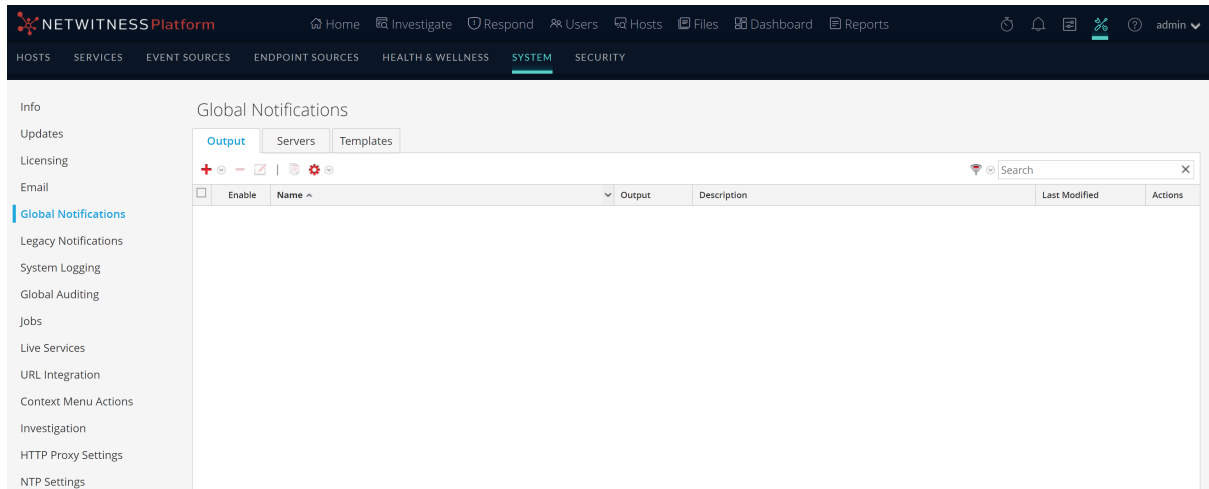 NETWITNESS Platform Home Investigate Respond Users Hosts Files Dashboard Reports admin
HOSTS SERVICES EVENT SOURCES ENDPOINT SOURCES HEALTH & WELLNESS SYSTEM SECURITY
Info
Updates
Licensing
Email
Global Notifications
Legacy Notifications
System Logging
Global Auditing
Jobs
Live Services
URL Integration
Context Menu Actions
Investigation
HTTP Proxy Settings
NTP Settings
Global Notifications
Output Servers Templates
Search
Enable Name Output Description Last Modified Actions